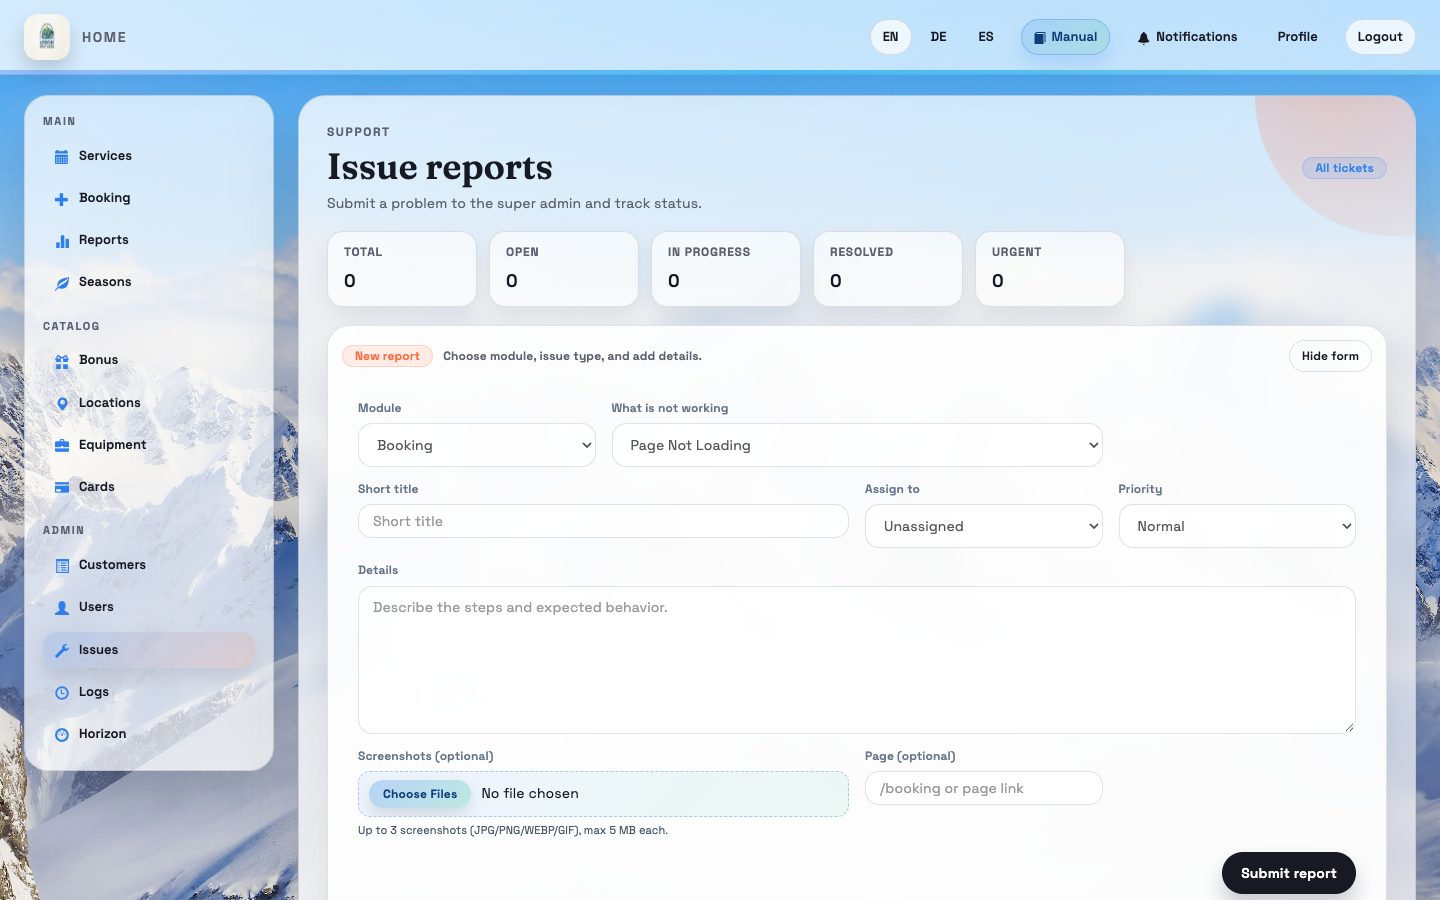 HOME
EN DE ES Manual Notifications Profile Logout
MAIN
Services
Booking
Reports
Seasons
CATALOG
Bonus
Locations
Equipment
Cards
ADMIN
Customers
Users
Issues
Logs
Horizon
SUPPORT
Issue reports
All tickets
Submit a problem to the super admin and track status.
TOTAL OPEN IN PROGRESS RESOLVED URGENT
0 0 0 0 0
New report Choose module, issue type, and add details. Hide form
Module What is not working
Booking Page Not Loading
Short title Assign to Priority
Short title Unassigned Normal
Details
Describe the steps and expected behavior.
Screenshots (optional) Page (optional)
Choose Files No file chosen /booking or page link
Up to 3 screenshots (JPG/PNG/WEBP/GIF), max 5 MB each.
Submit report